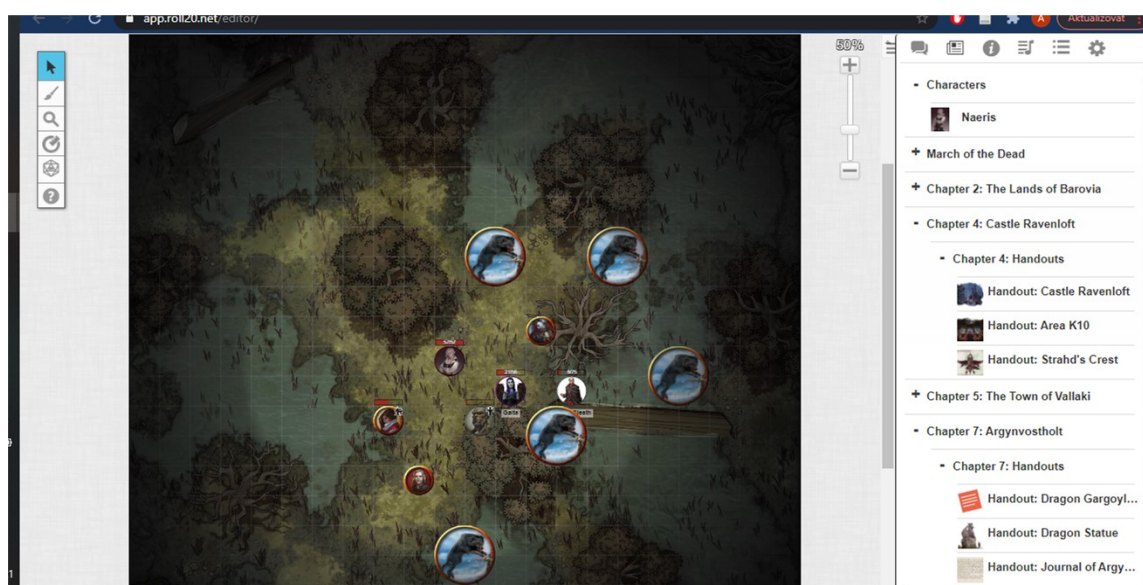 app.roll20.net/editor/
A
Aktualizovat
50%
Characters
Naeris
March of the Dead
Chapter 2: The Lands of Barovia
Chapter 4: Castle Ravenloft
Chapter 4: Handouts
Handout: Castle Ravenloft
Handout: Area K10
Handout: Strahd's Crest
Chapter 5: The Town of Vallaki
Chapter 7: Argynvostholt
Chapter 7: Handouts
Handout: Dragon Gargoyl...
Handout: Dragon Statue
Handout: Journal of Argy...